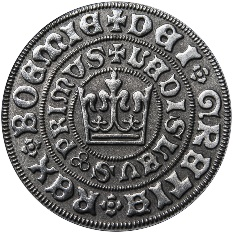 LADISLAVS PRIMVS
DEI GRATIA REX BOEMIE